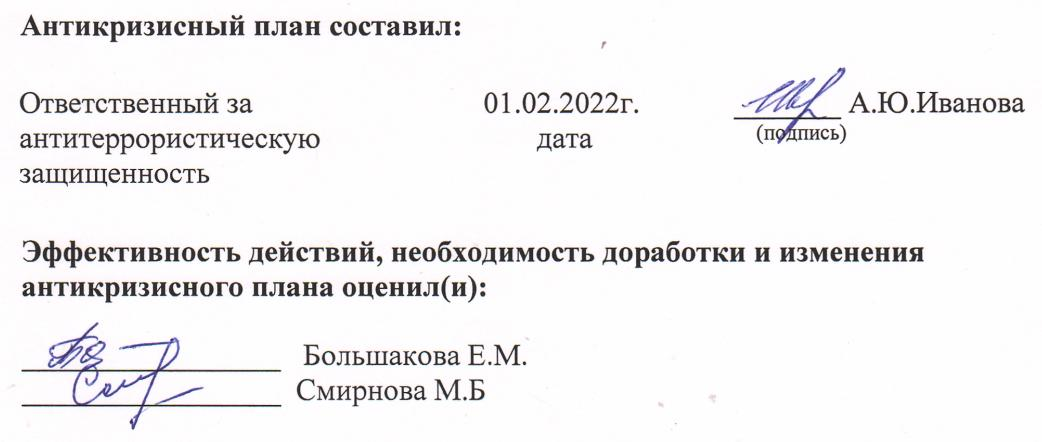 Антикризисный план составил:
Ответственный за 01.02.2022г. А.Ю.Иванова
антитеррористическую дата (подпись)
защищенность
Эффективность действий, необходимость доработки и изменения
антикризисного плана оценил(и):
Большакова Е.М.
Смирнова М.Б